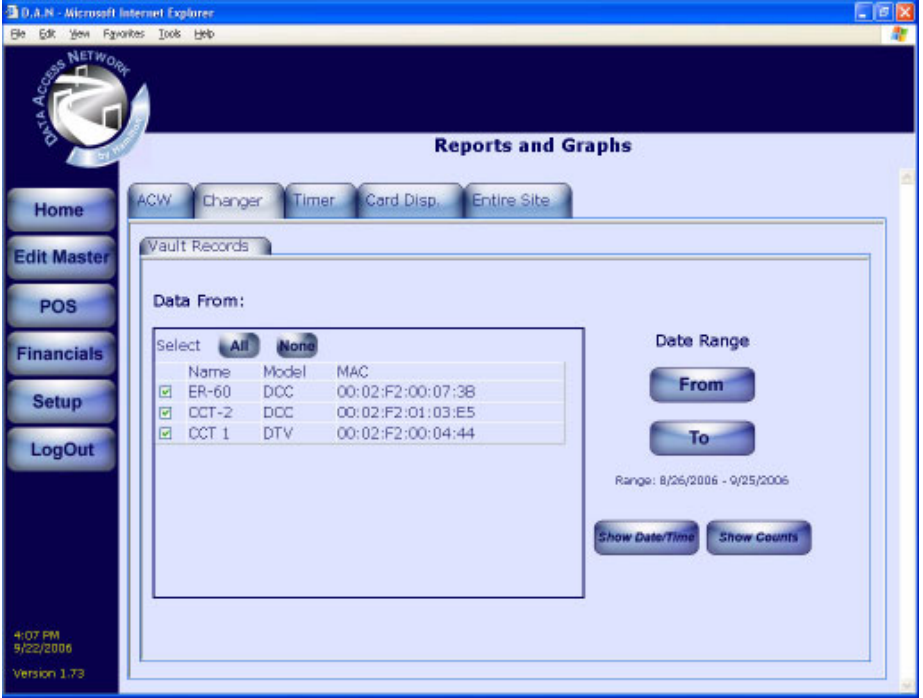 D.A.N - Microsoft Internet Explorer
File Edit View Favorites Tools Help
DATA ACCESS NETWORK
by Hamilton
Reports and Graphs
Home
Edit Master
POS
Financials
Setup
LogOut
ACW Changer Timer Card Disp. Entire Site
Vault Records
Data From:
Select All None
Name Model MAC
ER-60 DCC 00:02:F2:00:07:3B
CCT-2 DCC 00:02:F2:01:03:E5
CCT 1 DTV 00:02:F2:00:04:44
Date Range
From
To
Range: 8/26/2006 - 9/25/2006
Show Date/Time Show Counts
4:07 PM
9/22/2006
Version 1.73